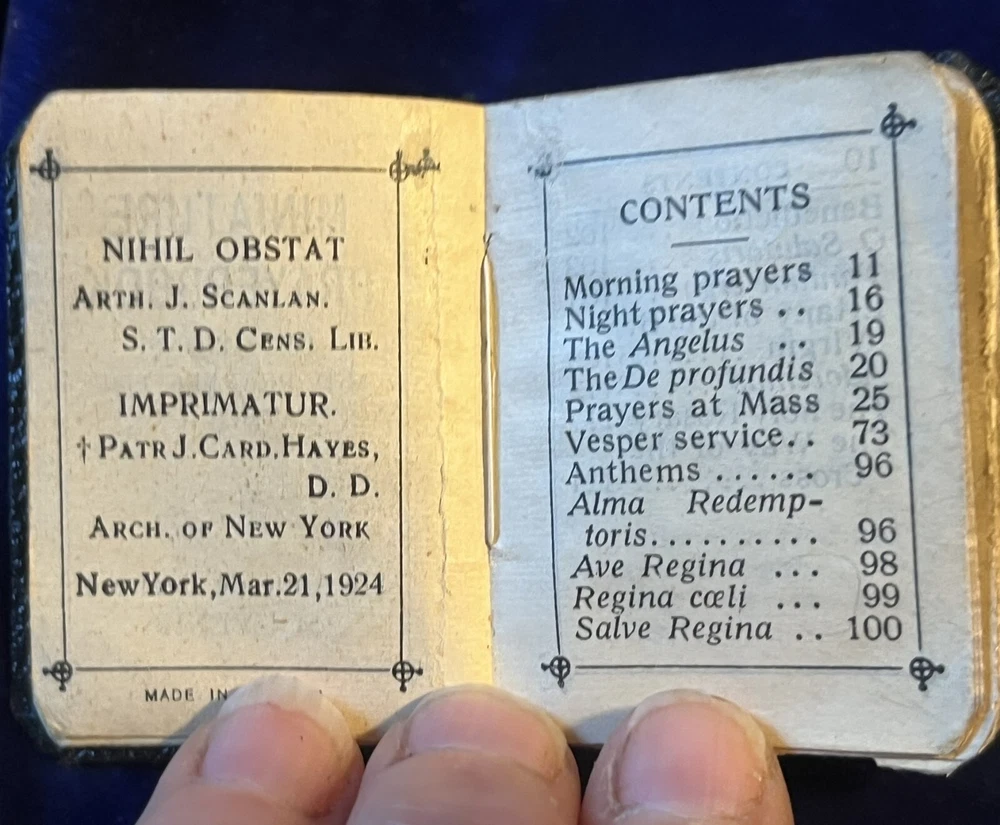 NIHIL OBSTAT
ARTH. J. SCANLAN.
S. T. D. CENS. LIB.
IMPRIMATUR.
† PATR J. CARD. HAYES,
D. D.
ARCH. OF NEW YORK
New York, Mar. 21, 1924
MADE IN
CONTENTS
Morning prayers 11
Night prayers .. 16
The Angelus .. 19
The De profundis 20
Prayers at Mass 25
Vesper service.. 73
Anthems ...... 96
Alma Redemp-
toris.......... 96
Ave Regina ... 98
Regina cœli ... 99
Salve Regina .. 100